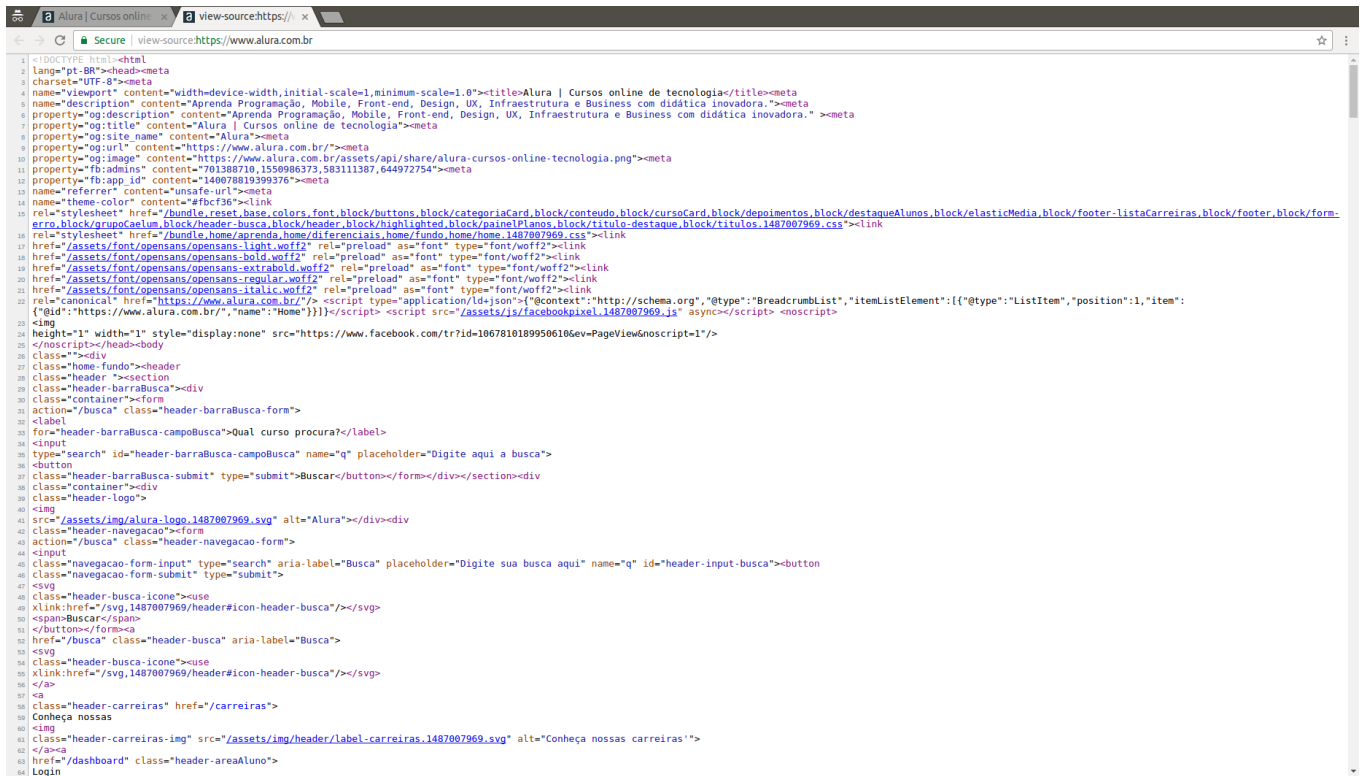 Alura | Cursos online
view-source:https://
Secure | view-source:https://www.alura.com.br
1 <!DOCTYPE html><html
2 lang="pt-BR"><head><meta
3 charset="UTF-8"><meta
4 name="viewport" content="width=device-width,initial-scale=1,minimum-scale=1.0"><title>Alura | Cursos online de tecnologia</title><meta
5 name="description" content="Aprenda Programação, Mobile, Front-end, Design, UX, Infraestrutura e Business com didática inovadora."><meta
6 property="og:description" content="Aprenda Programação, Mobile, Front-end, Design, UX, Infraestrutura e Business com didática inovadora." ><meta
7 property="og:title" content="Alura | Cursos online de tecnologia"><meta
8 property="og:site_name" content="Alura"><meta
9 property="og:url" content="https://www.alura.com.br/"><meta
10 property="og:image" content="https://www.alura.com.br/assets/api/share/alura-cursos-online-tecnologia.png"><meta
11 property="fb:admins" content="701388710,1550986373,583111387,644972754"><meta
12 property="fb:app_id" content="140078819399376"><meta
13 name="referrer" content="unsafe-url"><meta
14 name="theme-color" content="#fbcf36"><link
15 rel="stylesheet" href="/bundle,reset,base,colors,font,block/buttons,block/categoriaCard,block/conteudo,block/cursoCard,block/depoimentos,block/destaqueAlunos,block/elasticMedia,block/footer-listaCarreiras,block/footer,block/form-
erro,block/grupoCaelum,block/header-busca,block/header,block/highlighted,block/painelPlanos,block/titulo-destaque,block/titulos.1487007969.css"><link
16 rel="stylesheet" href="/bundle,home/aprenda,home/diferenciais,home/fundo,home/home.1487007969.css"><link
17 href="/assets/font/opensans/opensans-light.woff2" rel="preload" as="font" type="font/woff2"><link
18 href="/assets/font/opensans/opensans-bold.woff2" rel="preload" as="font" type="font/woff2"><link
19 href="/assets/font/opensans/opensans-extrabold.woff2" rel="preload" as="font" type="font/woff2"><link
20 href="/assets/font/opensans/opensans-regular.woff2" rel="preload" as="font" type="font/woff2"><link
21 href="/assets/font/opensans/opensans-italic.woff2" rel="preload" as="font" type="font/woff2"><link
22 rel="canonical" href="https://www.alura.com.br/"/> <script type="application/ld+json">{"@context":"http://schema.org","@type":"BreadcrumbList","itemListElement":[{"@type":"ListItem","position":1,"item":
{"@id":"https://www.alura.com.br/","name":"Home"}}]}</script> <script src="/assets/js/facebookpixel.1487007969.js" async></script> <noscript>
23 <img
24 height="1" width="1" style="display:none" src="https://www.facebook.com/tr?id=1067810189950610&ev=PageView&noscript=1"/>
25 </noscript></head><body
26 class=""><div
27 class="home-fundo"><header
28 class="header "><section
29 class="header-barraBusca"><div
30 class="container"><form
31 action="/busca" class="header-barraBusca-form">
32 <label
33 for="header-barraBusca-campoBusca">Qual curso procura?</label>
34 <input
35 type="search" id="header-barraBusca-campoBusca" name="q" placeholder="Digite aqui a busca">
36 <button
37 class="header-barraBusca-submit" type="submit">Buscar</button></form></div></section><div
38 class="container"><div
39 class="header-logo">
40 <img
41 src="/assets/img/alura-logo.1487007969.svg" alt="Alura"></div><div
42 class="header-navegacao"><form
43 action="/busca" class="header-navegacao-form">
44 <input
45 class="navegacao-form-input" type="search" aria-label="Busca" placeholder="Digite sua busca aqui" name="q" id="header-input-busca"><button
46 class="navegacao-form-submit" type="submit">
47 <svg
48 class="header-busca-icone"><use
49 xlink:href="/svg,1487007969/header#icon-header-busca"/></svg>
50 <span>Buscar</span>
51 </button></form><a
52 href="/busca" class="header-busca" aria-label="Busca">
53 <svg
54 class="header-busca-icone"><use
55 xlink:href="/svg,1487007969/header#icon-header-busca"/></svg>
56 </a>
57 <a
58 class="header-carreiras" href="/carreiras">
59 Conheça nossas
60 <img
61 class="header-carreiras-img" src="/assets/img/header/label-carreiras.1487007969.svg" alt="Conheça nossas carreiras'">
62 </a><a
63 href="/dashboard" class="header-areaAluno">
64 Login